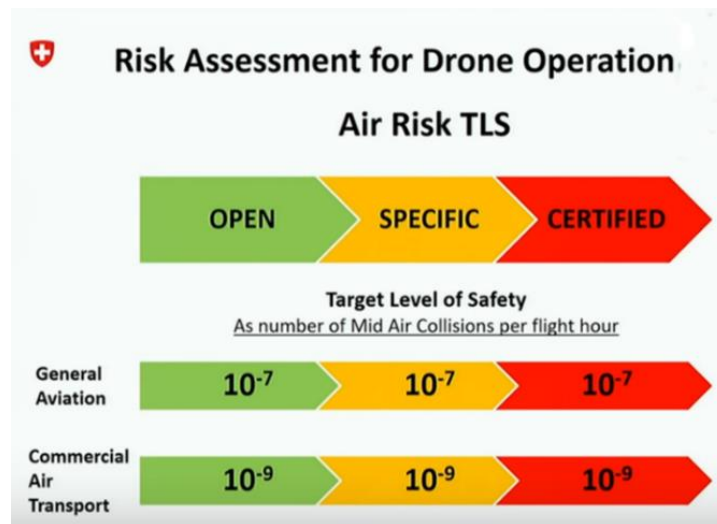 Risk Assessment for Drone Operation
Air Risk TLS
OPEN SPECIFIC CERTIFIED
Target Level of Safety
As number of Mid Air Collisions per flight hour
General
Aviation
10⁻⁷ 10⁻⁷ 10⁻⁷
Commercial
Air
Transport
10⁻⁹ 10⁻⁹ 10⁻⁹